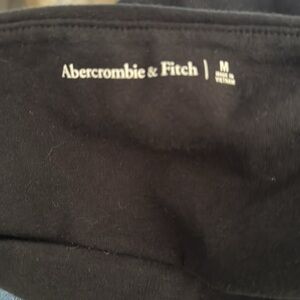 Abercrombie & Fitch | M
MADE IN
VIETNAM